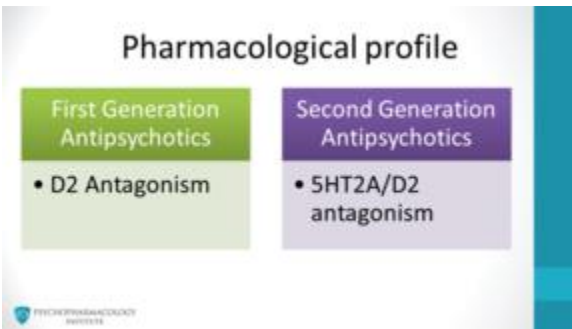 Pharmacological profile
First Generation
Antipsychotics
• D2 Antagonism
Second Generation
Antipsychotics
• 5HT2A/D2
antagonism
PSYCHOPHARMACOLOGY
INSTITUTE